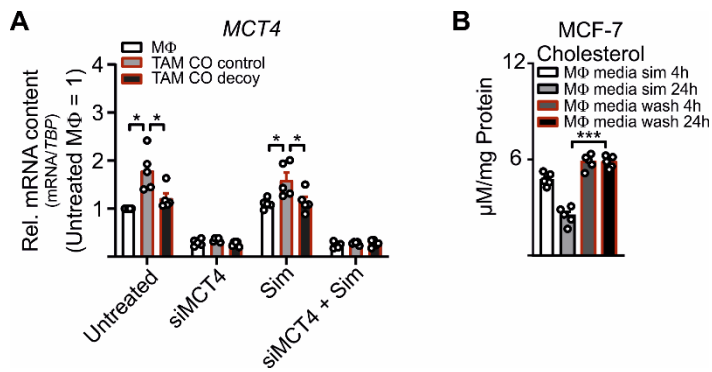 A
MCT4
MΦ
TAM CO control
TAM CO decoy
Rel. mRNA content
(mRNA/TBP)
(Untreated MΦ = 1)
4
3
2
1
* *
* *
Untreated
siMCT4
Sim
siMCT4 + Sim
B
MCF-7
Cholesterol
MΦ media sim 4h
MΦ media sim 24h
MΦ media wash 4h
MΦ media wash 24h
µM/mg Protein
12
6
0
***